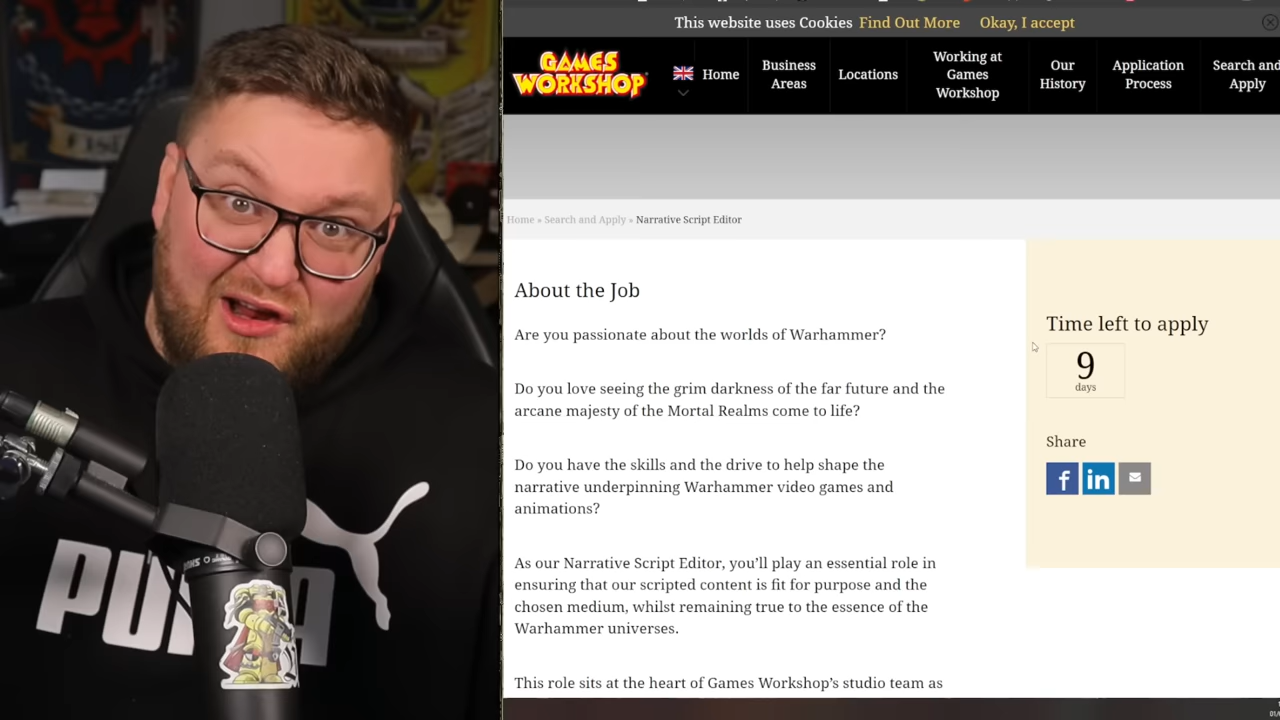 This website uses Cookies Find Out More Okay, I accept
GAMES
WORKSHOP
Home
Business
Areas
Locations
Working at
Games
Workshop
Our
History
Application
Process
Search and
Apply
Home » Search and Apply » Narrative Script Editor
About the Job
Are you passionate about the worlds of Warhammer?
Do you love seeing the grim darkness of the far future and the
arcane majesty of the Mortal Realms come to life?
Do you have the skills and the drive to help shape the
narrative underpinning Warhammer video games and
animations?
As our Narrative Script Editor, you’ll play an essential role in
ensuring that our scripted content is fit for purpose and the
chosen medium, whilst remaining true to the essence of the
Warhammer universes.
This role sits at the heart of Games Workshop’s studio team as
Time left to apply
9
days
Share
f in